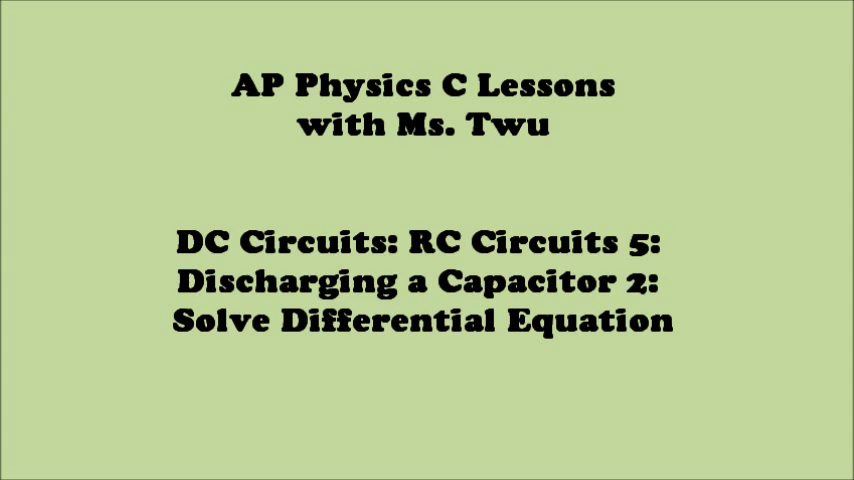 AP Physics C Lessons
with Ms. Twu
DC Circuits: RC Circuits 5:
Discharging a Capacitor 2:
Solve Differential Equation